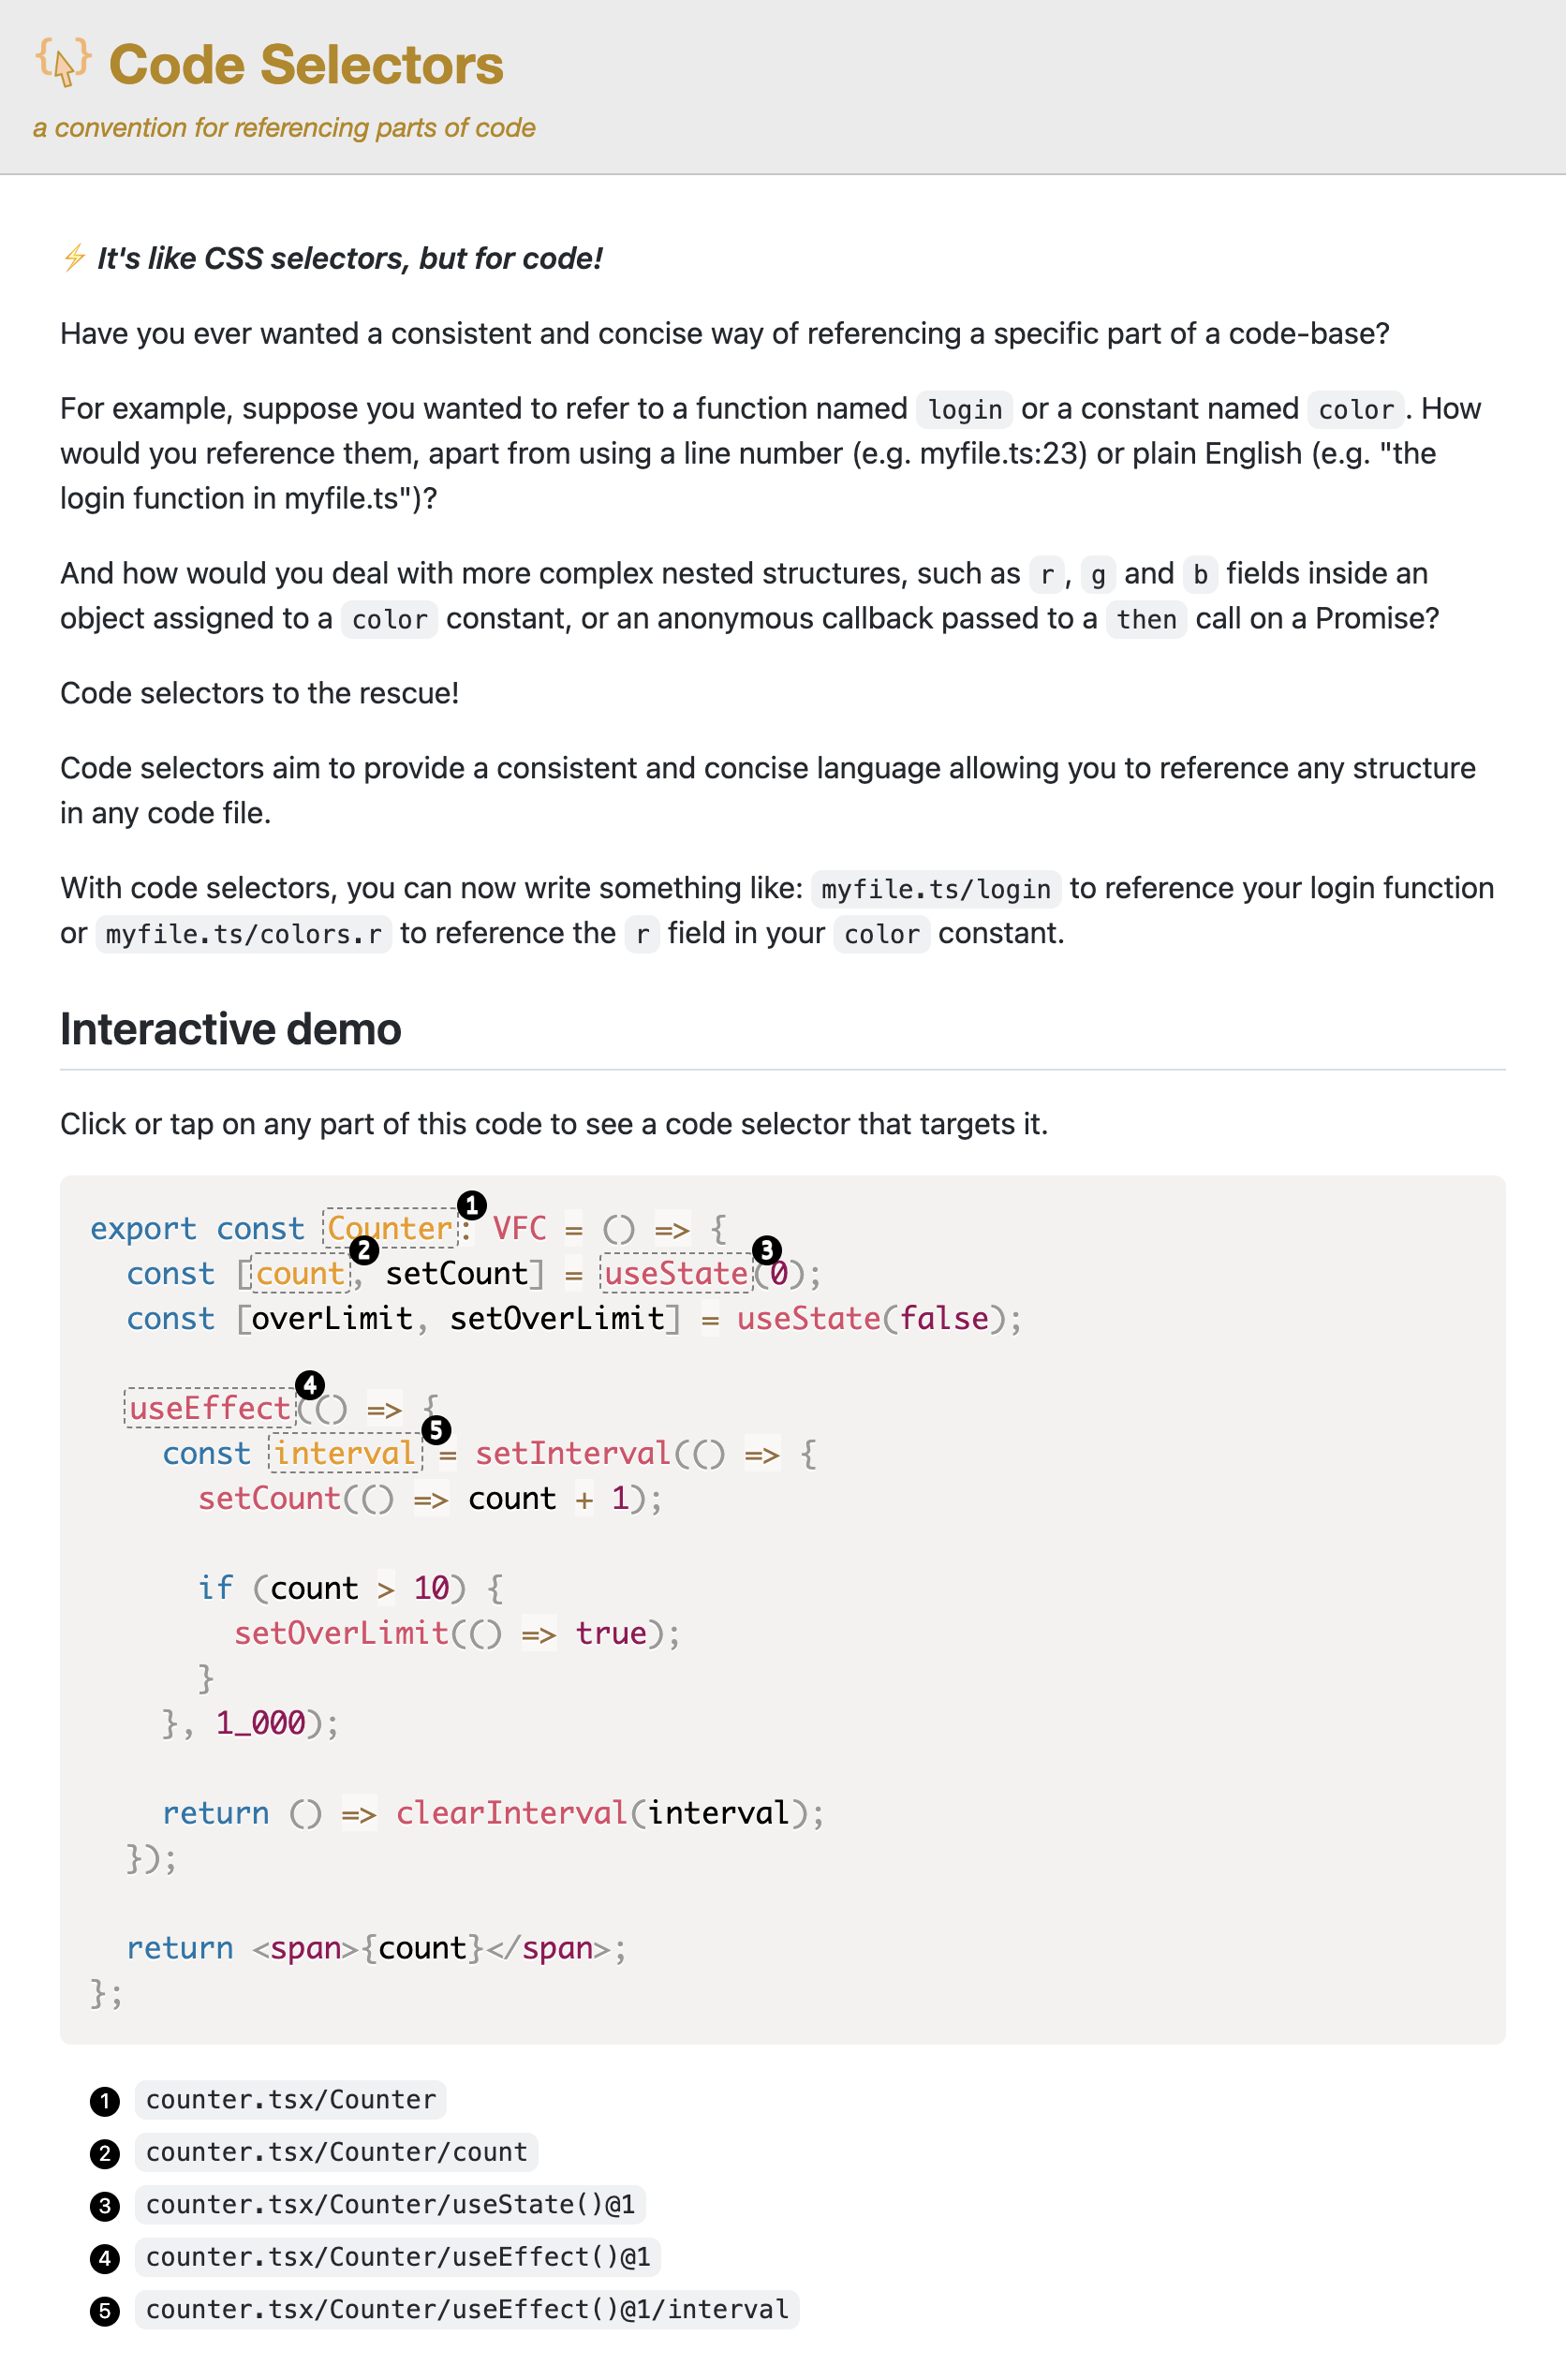 Code Selectors
a convention for referencing parts of code
⚡ It's like CSS selectors, but for code!
Have you ever wanted a consistent and concise way of referencing a specific part of a code-base?
For example, suppose you wanted to refer to a function named login or a constant named color. How
would you reference them, apart from using a line number (e.g. myfile.ts:23) or plain English (e.g. "the
login function in myfile.ts")?
And how would you deal with more complex nested structures, such as r, g and b fields inside an
object assigned to a color constant, or an anonymous callback passed to a then call on a Promise?
Code selectors to the rescue!
Code selectors aim to provide a consistent and concise language allowing you to reference any structure
in any code file.
With code selectors, you can now write something like: myfile.ts/login to reference your login function
or myfile.ts/colors.r to reference the r field in your color constant.
Interactive demo
Click or tap on any part of this code to see a code selector that targets it.
export const Counter❶: VFC = () => {
  const [count❷, setCount] = useState❸(0);
  const [overLimit, setOverLimit] = useState(false);
  useEffect❹(() => {
    const interval❺ = setInterval(() => {
      setCount(() => count + 1);
      if (count > 10) {
        setOverLimit(() => true);
      }
    }, 1_000);
    return () => clearInterval(interval);
  });
  return <span>{count}</span>;
};
❶ counter.tsx/Counter
❷ counter.tsx/Counter/count
❸ counter.tsx/Counter/useState()@1
❹ counter.tsx/Counter/useEffect()@1
❺ counter.tsx/Counter/useEffect()@1/interval